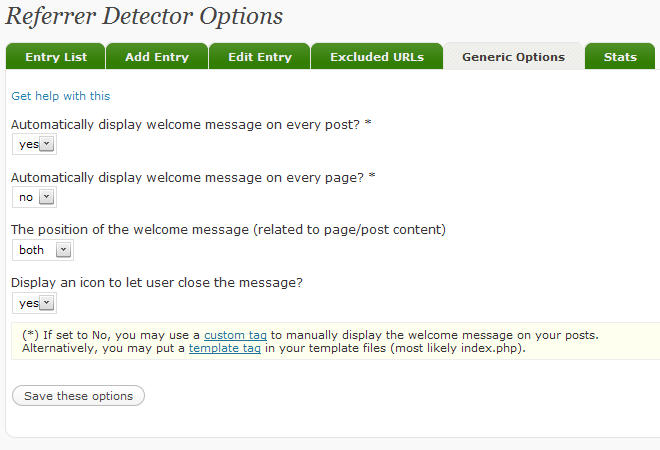 Referrer Detector Options
Entry List Add Entry Edit Entry Excluded URLs Generic Options Stats
Get help with this
Automatically display welcome message on every post? *
yes
Automatically display welcome message on every page? *
no
The position of the welcome message (related to page/post content)
both
Display an icon to let user close the message?
yes
(*) If set to No, you may use a custom tag to manually display the welcome message on your posts.
Alternatively, you may put a template tag in your template files (most likely index.php).
Save these options